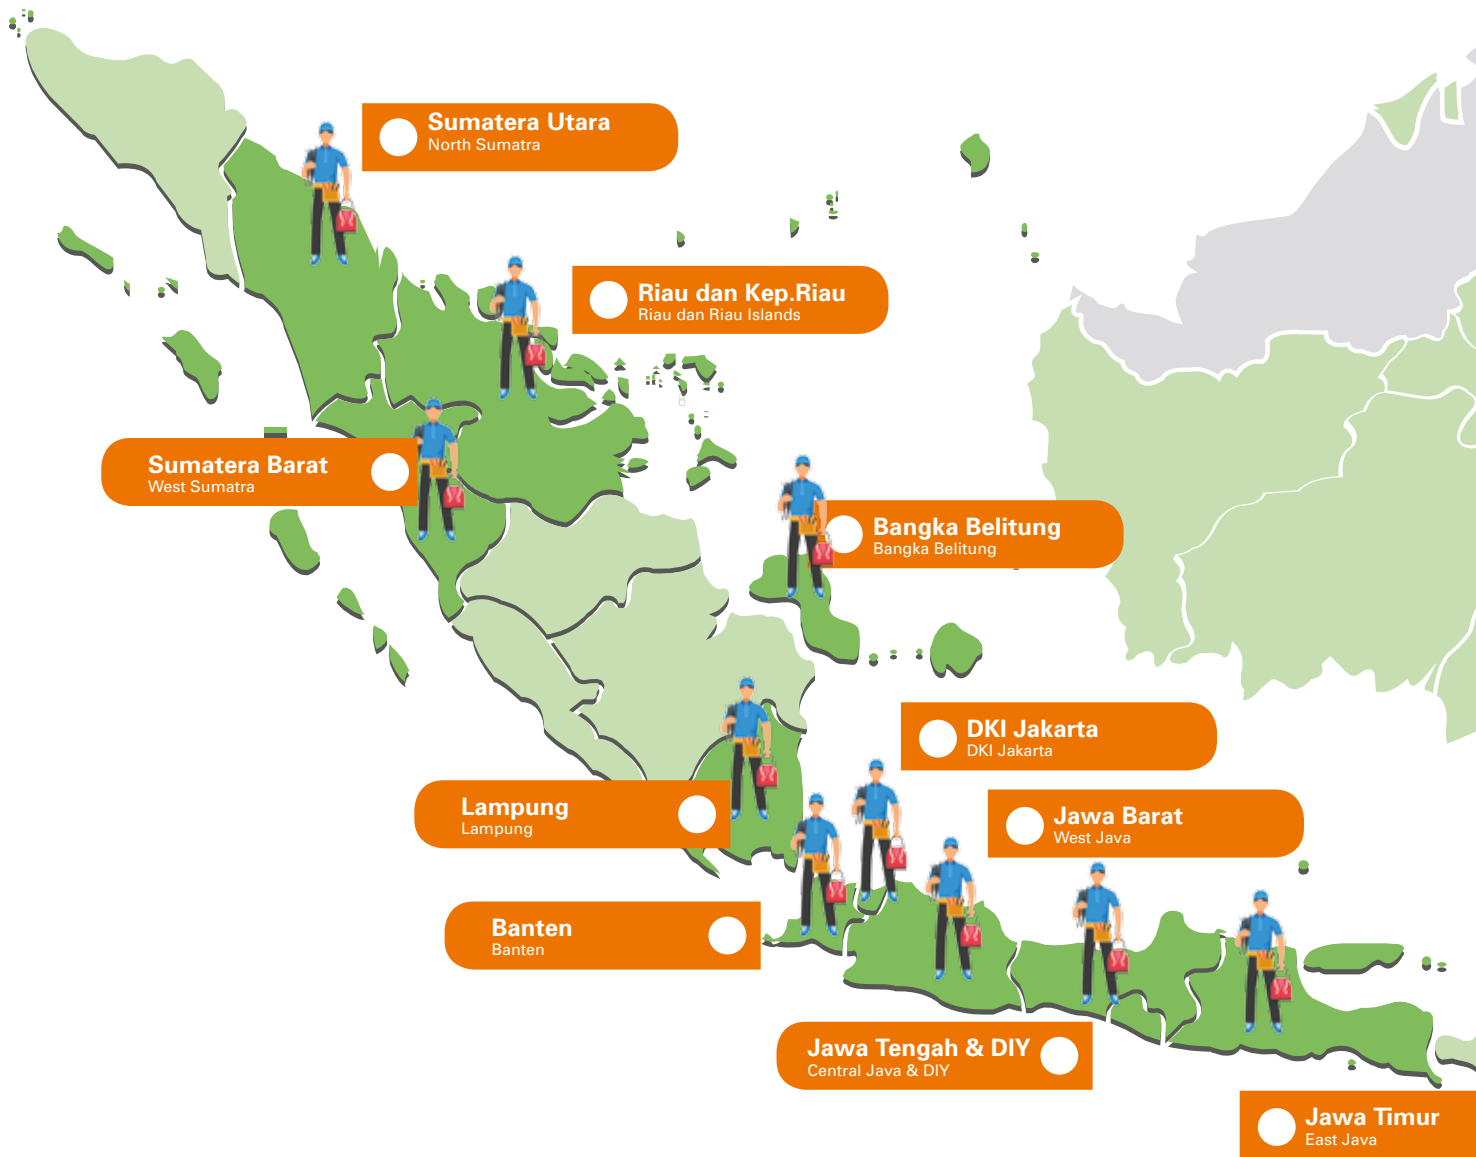 Sumatera Utara
North Sumatra
Riau dan Kep.Riau
Riau dan Riau Islands
Sumatera Barat
West Sumatra
Bangka Belitung
Bangka Belitung
DKI Jakarta
DKI Jakarta
Lampung
Lampung
Jawa Barat
West Java
Banten
Banten
Jawa Tengah & DIY
Central Java & DIY
Jawa Timur
East Java